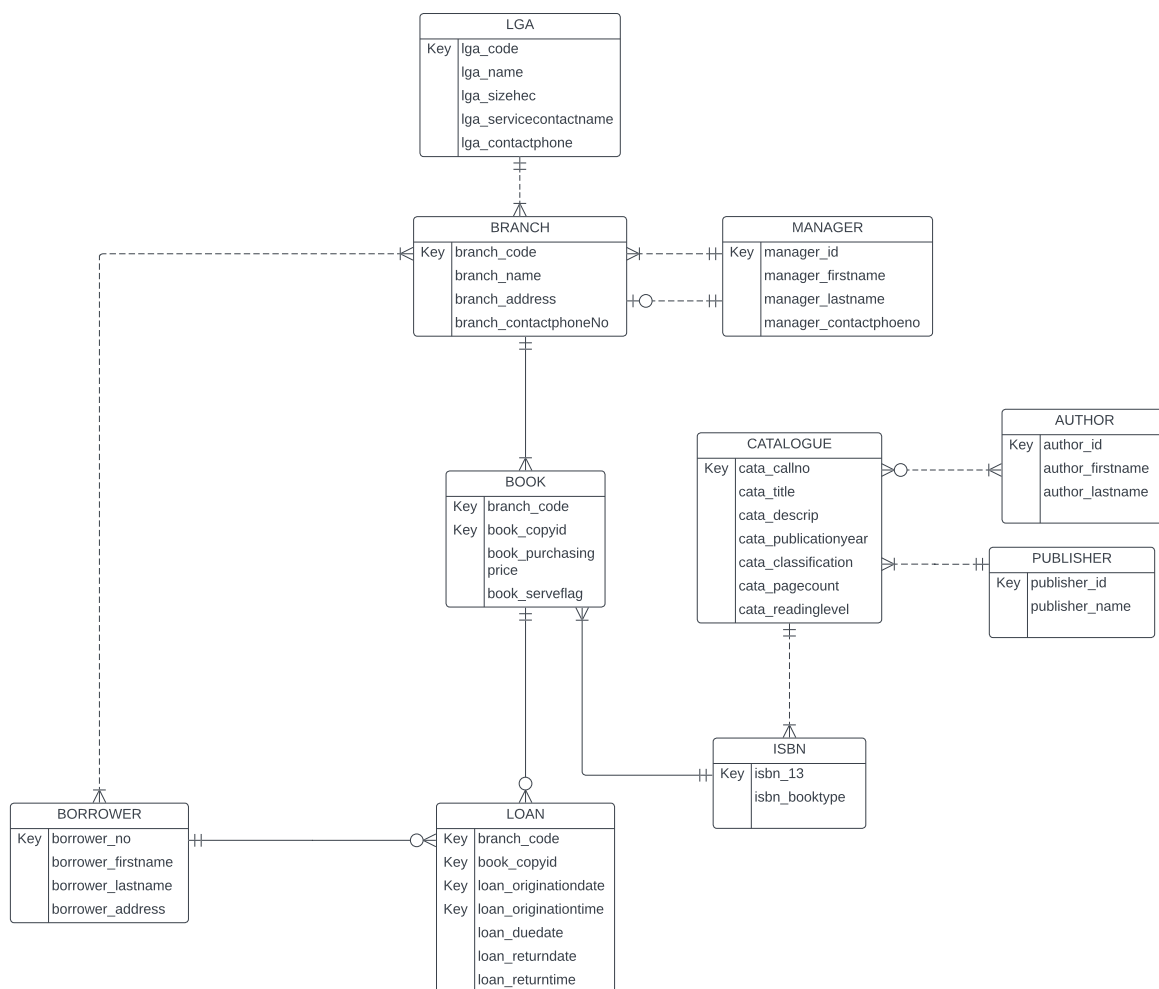 LGA
Key lga_code
lga_name
lga_sizehec
lga_servicecontactname
lga_contactphone
BRANCH
Key branch_code
branch_name
branch_address
branch_contactphoneNo
MANAGER
Key manager_id
manager_firstname
manager_lastname
manager_contactphoeno
CATALOGUE
Key cata_callno
cata_title
cata_descrip
cata_publicationyear
cata_classification
cata_pagecount
cata_readinglevel
AUTHOR
Key author_id
author_firstname
author_lastname
BOOK
Key branch_code
Key book_copyid
book_purchasing
price
book_serveflag
PUBLISHER
Key publisher_id
publisher_name
ISBN
Key isbn_13
isbn_booktype
BORROWER
Key borrower_no
borrower_firstname
borrower_lastname
borrower_address
LOAN
Key branch_code
Key book_copyid
Key loan_originationdate
Key loan_originationtime
loan_duedate
loan_returndate
loan_returntime